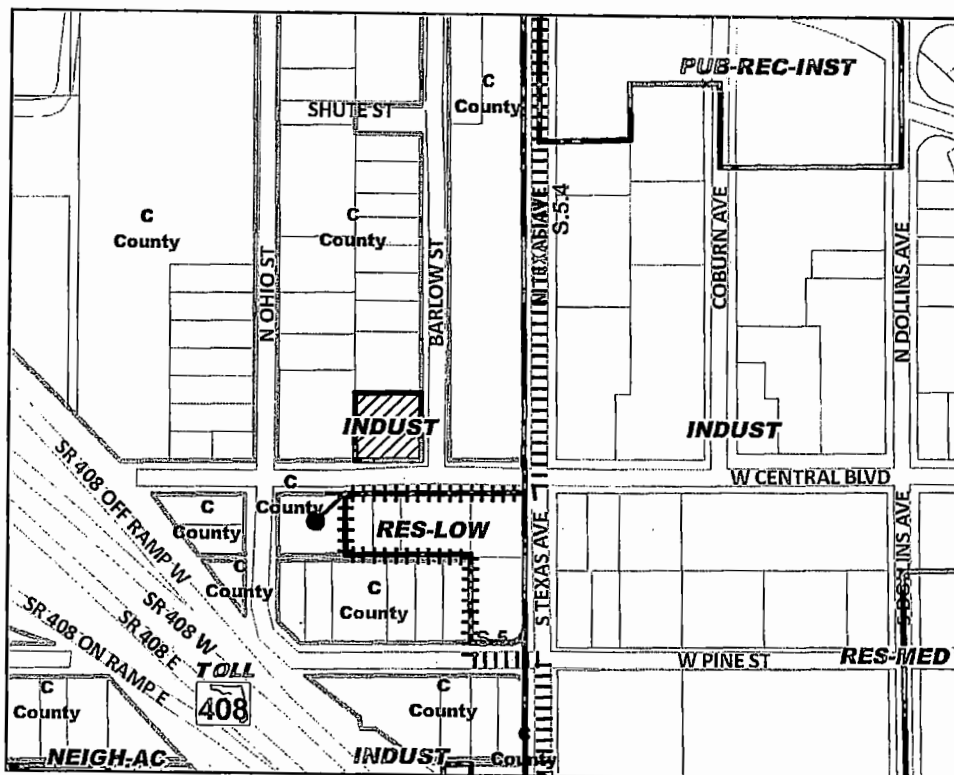 PUB-REC-INST
C
County
SHUTE ST
C
County
C
County
N OHIO ST
BARLOW ST
N TEXAS AVE
S.5.4
COBURN AVE
N DOLLINS AVE
INDUST
INDUST
W CENTRAL BLVD
C
County
C
County
RES-LOW
C
County
C
County
S TEXAS AVE
S DOLLINS AVE
SR 408 OFF RAMP W
SR 408 W
SR 408 E
SR 408 ON RAMP E
TOLL
408
W PINE ST
RES-MED
C
County
C
County
NEIGH-AC
INDUST
C
County